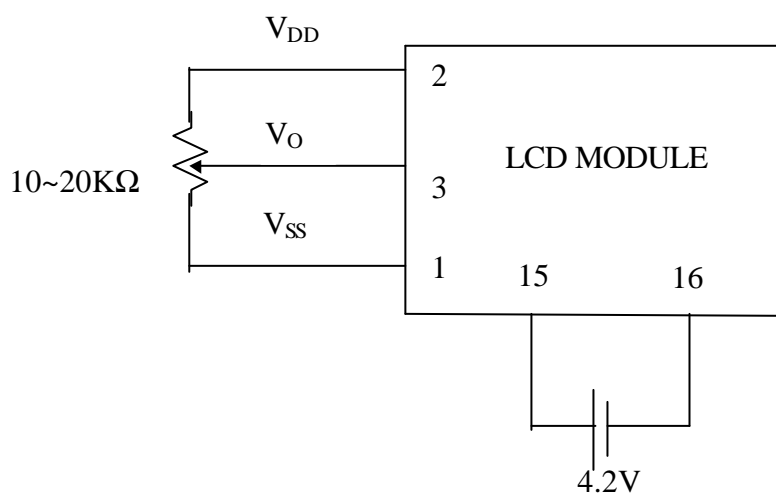 V_DD
2
V_O
LCD MODULE
10~20KΩ
3
V_SS
1
15 16
4.2V